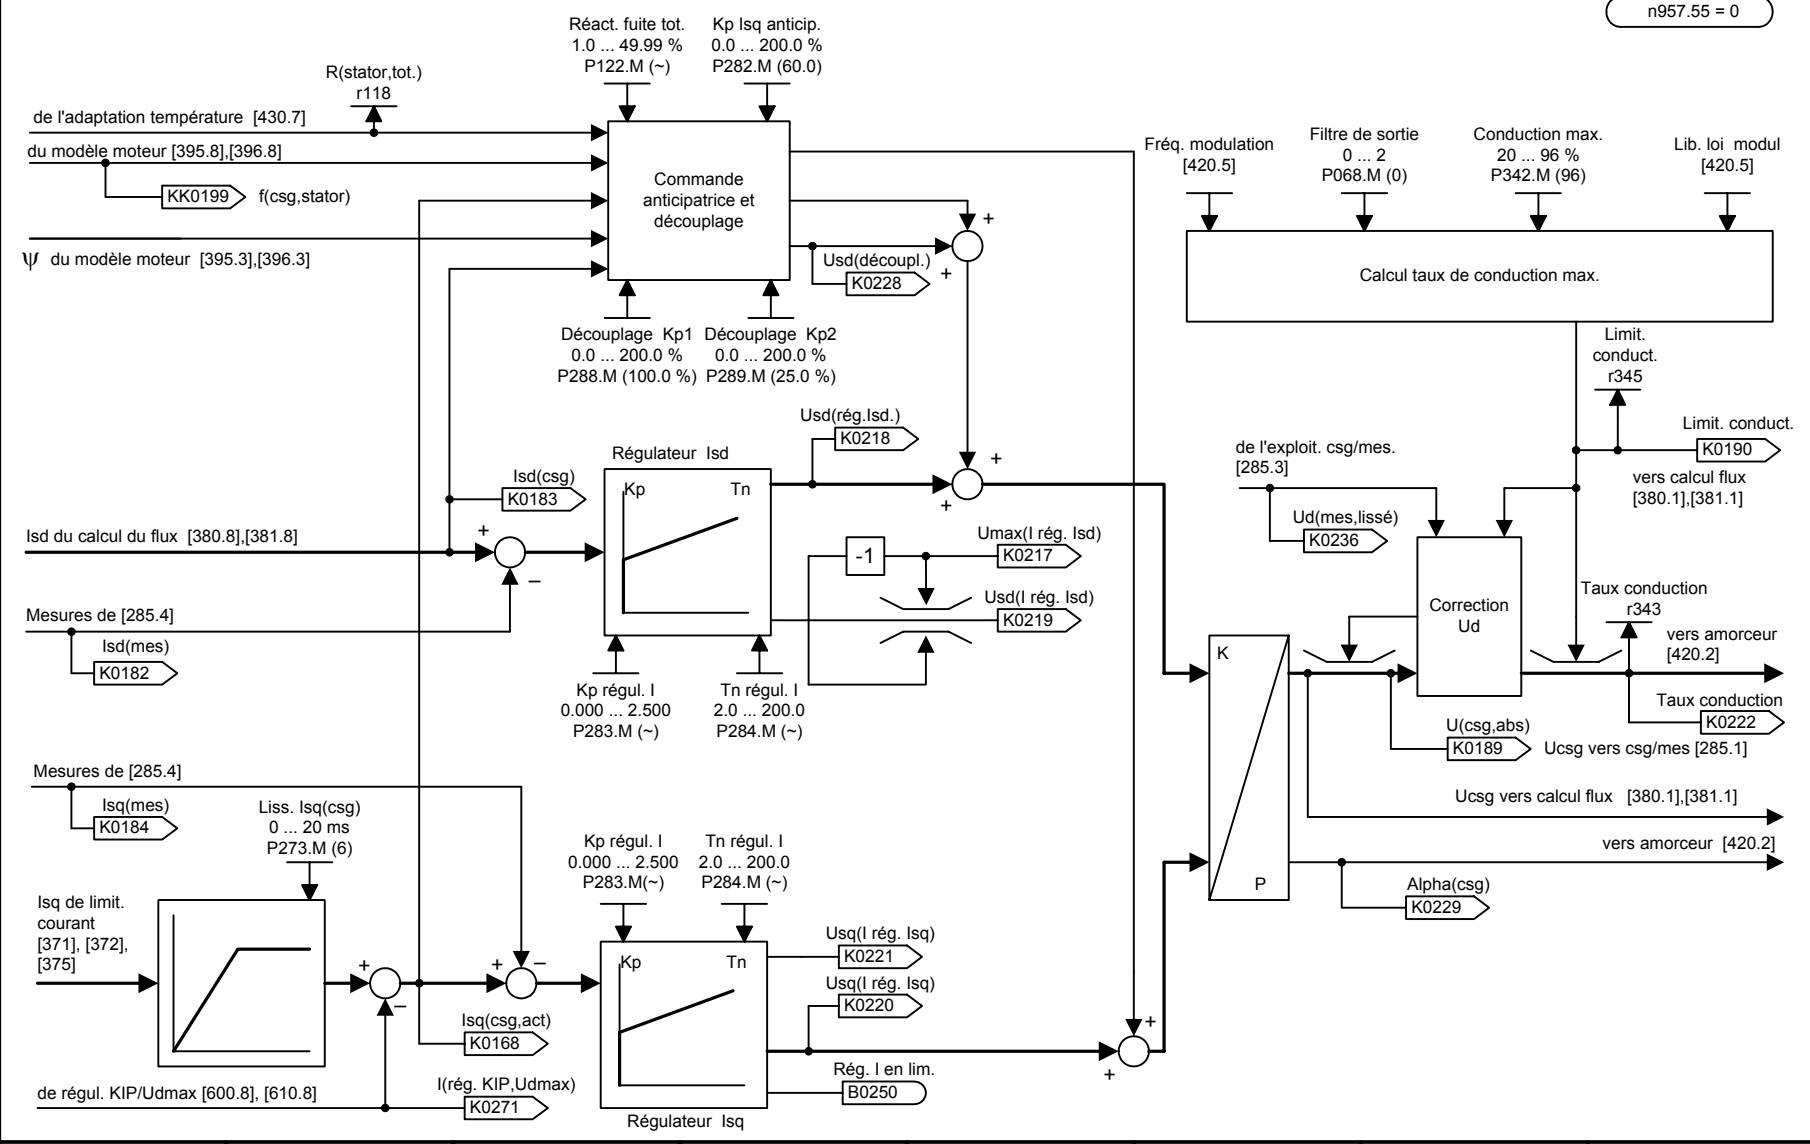 n957.55 = 0
Réact. fuite tot.
1.0 ... 49.99 %
P122.M (~)
Kp Isq anticip.
0.0 ... 200.0 %
P282.M (60.0)
R(stator,tot.)
r118
de l'adaptation température [430.7]
du modèle moteur [395.8],[396.8]
KK0199
f(csg,stator)
ψ du modèle moteur [395.3],[396.3]
Commande
anticipatrice et
découplage
+
+
Usd(découpl.)
K0228
Découplage Kp1
0.0 ... 200.0 %
P288.M (100.0 %)
Découplage Kp2
0.0 ... 200.0 %
P289.M (25.0 %)
Fréq. modulation
[420.5]
Filtre de sortie
0 ... 2
P068.M (0)
Conduction max.
20 ... 96 %
P342.M (96)
Lib. loi modul
[420.5]
Calcul taux de conduction max.
Limit.
conduct.
r345
Limit. conduct.
K0190
vers calcul flux
[380.1],[381.1]
de l'exploit. csg/mes.
[285.3]
Ud(mes,lissé)
K0236
Correction
Ud
Taux conduction
r343
vers amorceur
[420.2]
Taux conduction
K0222
U(csg,abs)
K0189
Ucsg vers csg/mes [285.1]
Ucsg vers calcul flux [380.1],[381.1]
vers amorceur [420.2]
Alpha(csg)
K0229
K
P
Usd(rég.Isd.)
K0218
+
+
Régulateur Isd
Kp
Tn
Isd(csg)
K0183
Isd du calcul du flux [380.8],[381.8]
+
–
Mesures de [285.4]
Isd(mes)
K0182
-1
Umax(I rég. Isd)
K0217
Usd(I rég. Isd)
K0219
Kp régul. I
0.000 ... 2.500
P283.M (~)
Tn régul. I
2.0 ... 200.0
P284.M (~)
Mesures de [285.4]
Isq(mes)
K0184
Liss. Isq(csg)
0 ... 20 ms
P273.M (6)
Isq de limit.
courant
[371], [372],
[375]
+
–
+
–
Isq(csg,act)
K0168
de régul. KIP/Udmax [600.8], [610.8]
I(rég. KIP,Udmax)
K0271
Kp régul. I
0.000 ... 2.500
P283.M(~)
Tn régul. I
2.0 ... 200.0
P284.M (~)
Kp
Tn
Régulateur Isq
Usq(I rég. Isq)
K0221
Usq(I rég. Isq)
K0220
Rég. I en lim.
B0250
+
+